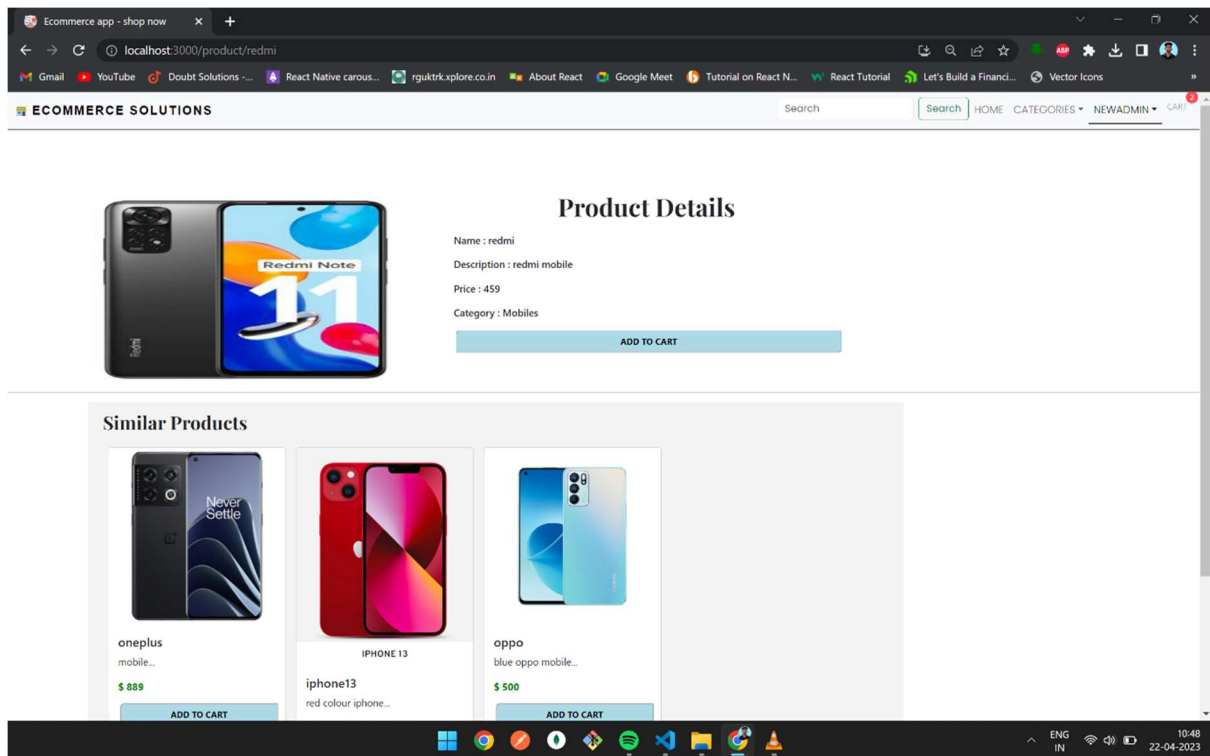 Ecommerce app - shop now
localhost:3000/product/redmi
ABP
Gmail YouTube Doubt Solutions -... React Native carous... rguktrk.xplore.co.in About React Google Meet Tutorial on React N... React Tutorial Let's Build a Financi... Vector Icons »
ECOMMERCE SOLUTIONS Search Search HOME CATEGORIES NEWADMIN CART 2
Product Details
Name : redmi
Description : redmi mobile
Price : 459
Category : Mobiles
ADD TO CART
Redmi Note
11
Redmi
Similar Products
Never
Settle
oneplus
mobile...
$ 889
ADD TO CART
IPHONE 13
iphone13
red colour iphone...
oppo
blue oppo mobile...
$ 500
ADD TO CART
ENG
IN
10:48
22-04-2023